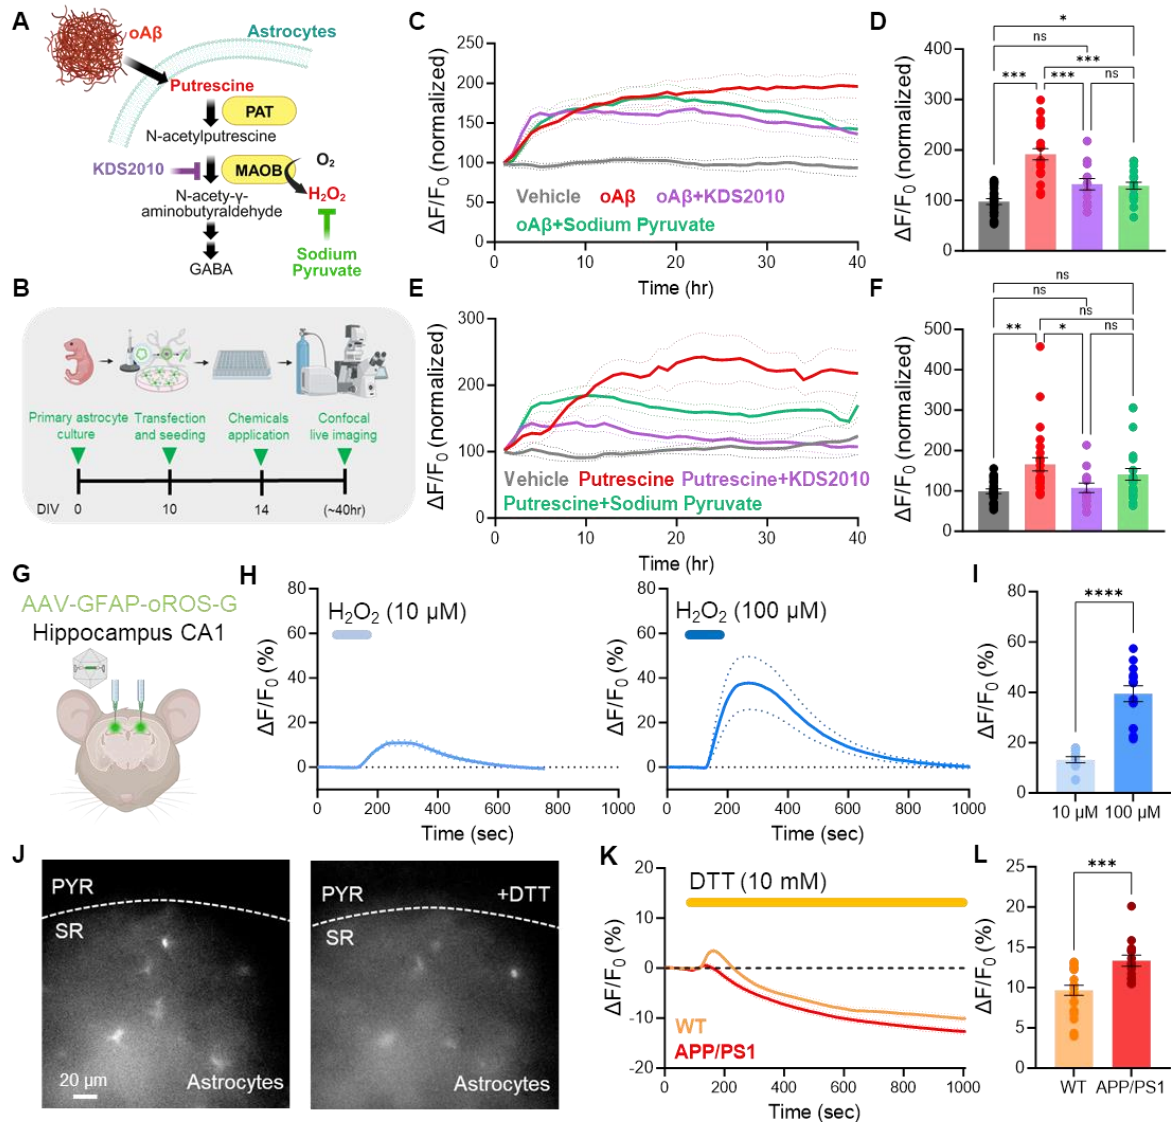 A
oAβ
Astrocytes
Putrescine
PAT
N-acetylputrescine
KDS2010
MAOB
O2
H2O2
N-acety-γ-
aminobutyraldehyde
GABA
Sodium
Pyruvate
B
Primary astrocyte
culture
Transfection
and seeding
Chemicals
application
Confocal
live imaging
DIV 0 10 14 (~40hr)
C
ΔF/F0 (normalized)
250
200
150
100
50
0
Vehicle oAβ oAβ+KDS2010
oAβ+Sodium Pyruvate
0 10 20 30 40
Time (hr)
D
ΔF/F0 (normalized)
400
300
200
100
0
*
ns
***
*** *** ns
E
ΔF/F0 (normalized)
300
200
100
0
Vehicle Putrescine Putrescine+KDS2010
Putrescine+Sodium Pyruvate
0 10 20 30 40
Time (hr)
F
ΔF/F0 (normalized)
500
400
300
200
100
0
ns
ns
ns
** * ns
G
AAV-GFAP-oROS-G
Hippocampus CA1
H
ΔF/F0 (%)
80
60
40
20
0
H2O2 (10 μM)
0 200 400 600 800 1000
Time (sec)
ΔF/F0 (%)
80
60
40
20
0
H2O2 (100 μM)
0 200 400 600 800 1000
Time (sec)
I
ΔF/F0 (%)
80
60
40
20
0
****
10 μM 100 μM
J
PYR
SR
20 μm
Astrocytes
PYR +DTT
SR
Astrocytes
K
ΔF/F0 (%)
20
10
0
-10
-20
DTT (10 mM)
WT
APP/PS1
0 200 400 600 800 1000
Time (sec)
L
ΔF/F0 (%)
25
20
15
10
5
0
***
WT APP/PS1